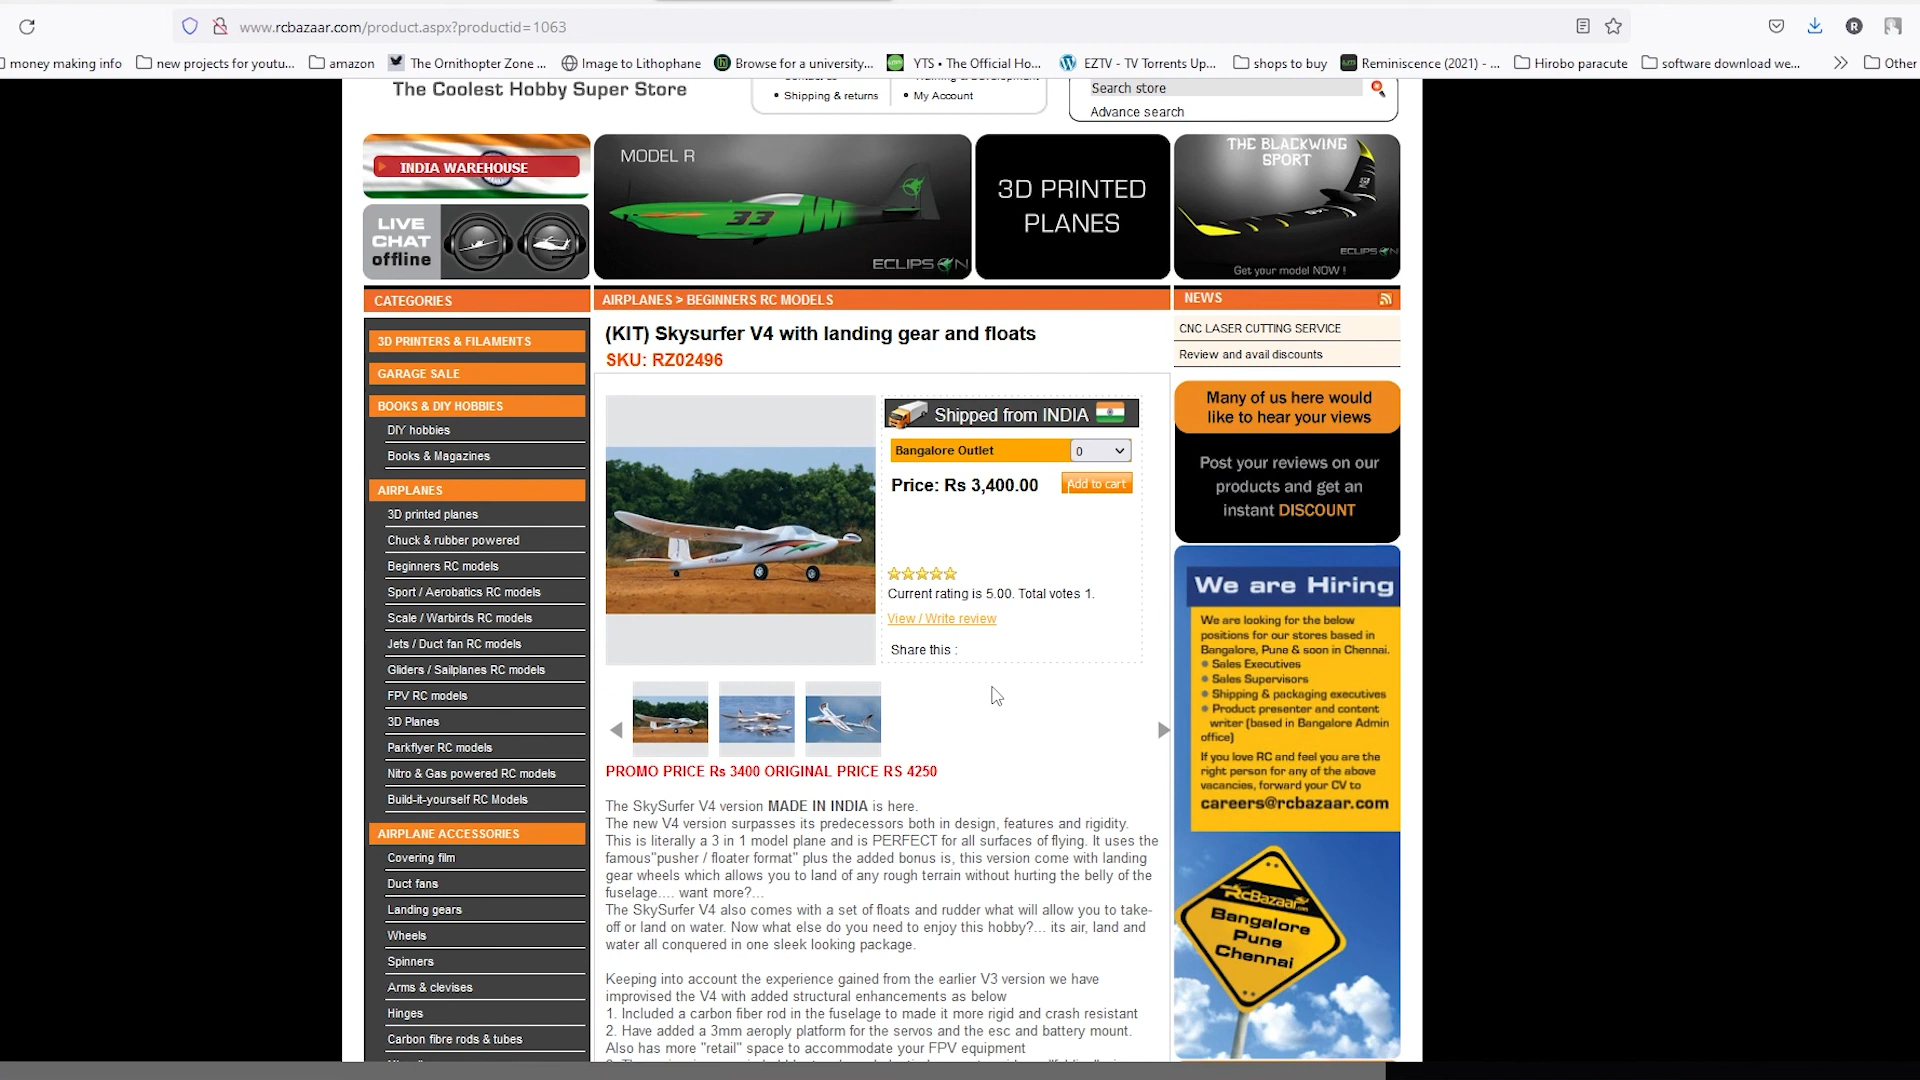 www.rcbazaar.com/product.aspx?productid=1063
money making info
new projects for youtu...
amazon
The Ornithopter Zone ...
Image to Lithophane
Browse for a university...
YTS • The Official Ho...
EZTV - TV Torrents Up...
shops to buy
Reminiscence (2021) - ...
Hirobo paracute
software download we...
Other
The Coolest Hobby Super Store
• Shipping & returns
• My Account
Search store
Advance search
INDIA WAREHOUSE
LIVE
CHAT
offline
MODEL R
33
ECLIPSON
3D PRINTED
PLANES
THE BLACKWING
SPORT
ECLIPSON
Get your model NOW !
CATEGORIES
3D PRINTERS & FILAMENTS
GARAGE SALE
BOOKS & DIY HOBBIES
DIY hobbies
Books & Magazines
AIRPLANES
3D printed planes
Chuck & rubber powered
Beginners RC models
Sport / Aerobatics RC models
Scale / Warbirds RC models
Jets / Duct fan RC models
Gliders / Sailplanes RC models
FPV RC models
3D Planes
Parkflyer RC models
Nitro & Gas powered RC models
Build-it-yourself RC Models
AIRPLANE ACCESSORIES
Covering film
Duct fans
Landing gears
Wheels
Spinners
Arms & clevises
Hinges
Carbon fibre rods & tubes
AIRPLANES > BEGINNERS RC MODELS
(KIT) Skysurfer V4 with landing gear and floats
SKU: RZ02496
Shipped from INDIA
Bangalore Outlet
0
Price: Rs 3,400.00
Add to cart
Current rating is 5.00. Total votes 1.
View / Write review
Share this :
PROMO PRICE Rs 3400 ORIGINAL PRICE RS 4250
The SkySurfer V4 version MADE IN INDIA is here.
The new V4 version surpasses its predecessors both in design, features and rigidity.
This is literally a 3 in 1 model plane and is PERFECT for all surfaces of flying. It uses the
famous"pusher / floater format" plus the added bonus is, this version come with landing
gear wheels which allows you to land of any rough terrain without hurting the belly of the
fuselage.... want more?...
The SkySurfer V4 also comes with a set of floats and rudder what will allow you to take-
off or land on water. Now what else do you need to enjoy this hobby?... its air, land and
water all conquered in one sleek looking package.
Keeping into account the experience gained from the earlier V3 version we have
improvised the V4 with added structural enhancements as below
1. Included a carbon fiber rod in the fuselage to made it more rigid and crash resistant
2. Have added a 3mm aeroply platform for the servos and the esc and battery mount.
Also has more "retail" space to accommodate your FPV equipment
NEWS
CNC LASER CUTTING SERVICE
Review and avail discounts
Many of us here would
like to hear your views
Post your reviews on our
products and get an
instant DISCOUNT
We are Hiring
We are looking for the below
positions for our stores based in
Bangalore, Pune & soon in Chennai.
Sales Executives
Sales Supervisors
Shipping & packaging executives
Product presenter and content
writer (based in Bangalore Admin
office)
If you love RC and feel you are the
right person for any of the above
vacancies, forward your CV to
careers@rcbazaar.com
RcBazaar.com
Bangalore
Pune
Chennai